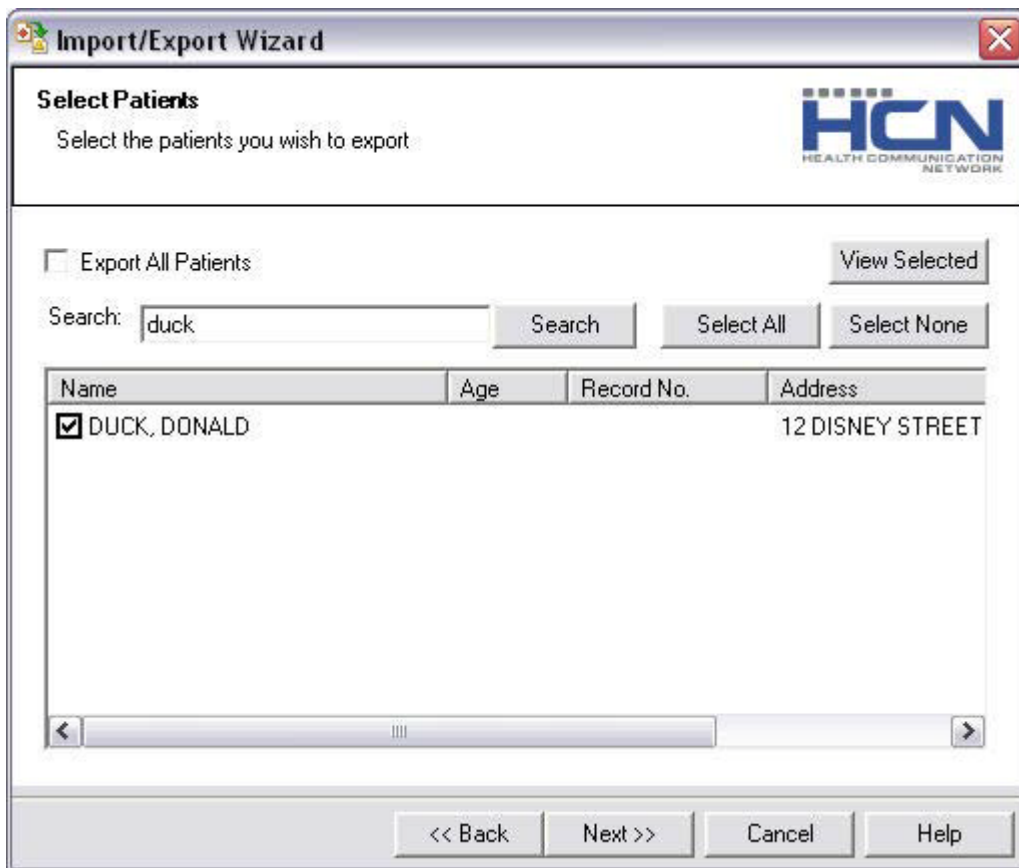 Import/Export Wizard
Select Patients
Select the patients you wish to export
HCN
HEALTH COMMUNICATION
NETWORK
Export All Patients
View Selected
Search:
duck
Search
Select All
Select None
Name
Age
Record No.
Address
DUCK, DONALD
12 DISNEY STREET
<< Back
Next >>
Cancel
Help